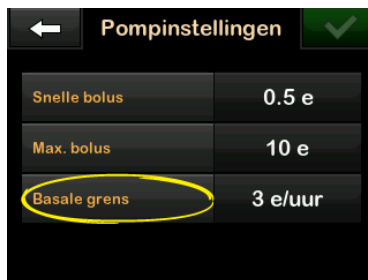 Pompinstellingen
Snelle bolus 0.5 e
Max. bolus 10 e
Basale grens 3 e/uur